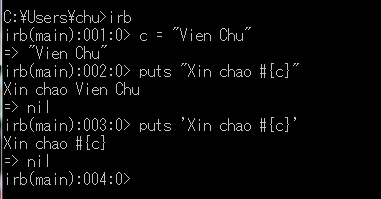 C:¥Users¥chu>irb
irb(main):001:0> c = "Vien Chu"
=> "Vien Chu"
irb(main):002:0> puts "Xin chao #{c}"
Xin chao Vien Chu
=> nil
irb(main):003:0> puts 'Xin chao #{c}'
Xin chao #{c}
=> nil
irb(main):004:0>